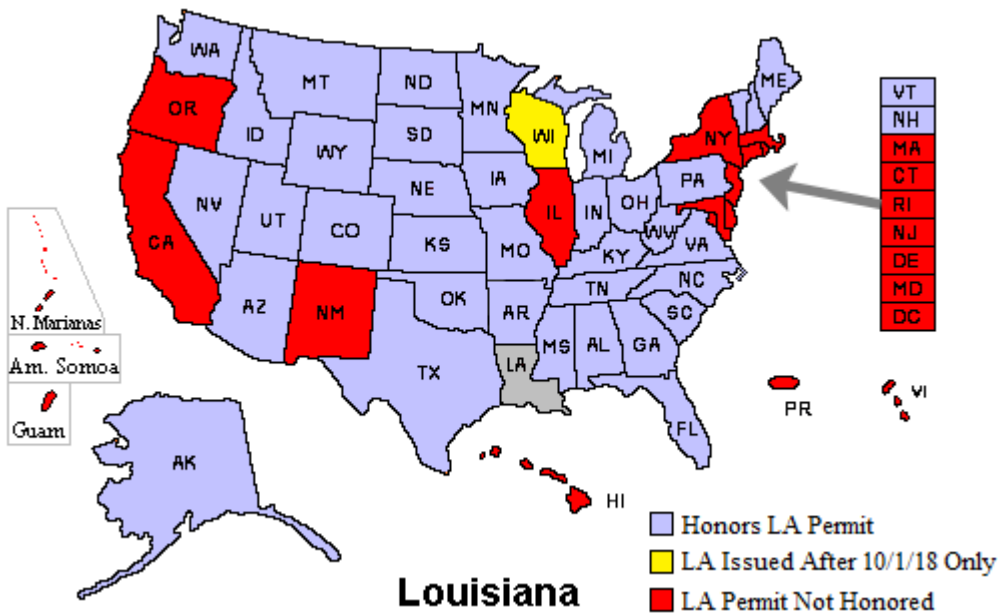 WA
MT
ND
MN
ME
OR
ID
SD
WI
NY
WY
MI
IA
PA
NE
NV
UT
IL
IN
OH
CO
WV
CA
KS
MO
VA
KY
NC
TN
AZ
NM
OK
AR
SC
MS
AL
GA
TX
LA
FL
AK
HI
PR
VI
VT
NH
MA
CT
RI
NJ
DE
MD
DC
N. Marianas
Am. Somoa
Guam
Honors LA Permit
LA Issued After 10/1/18 Only
LA Permit Not Honored
Louisiana